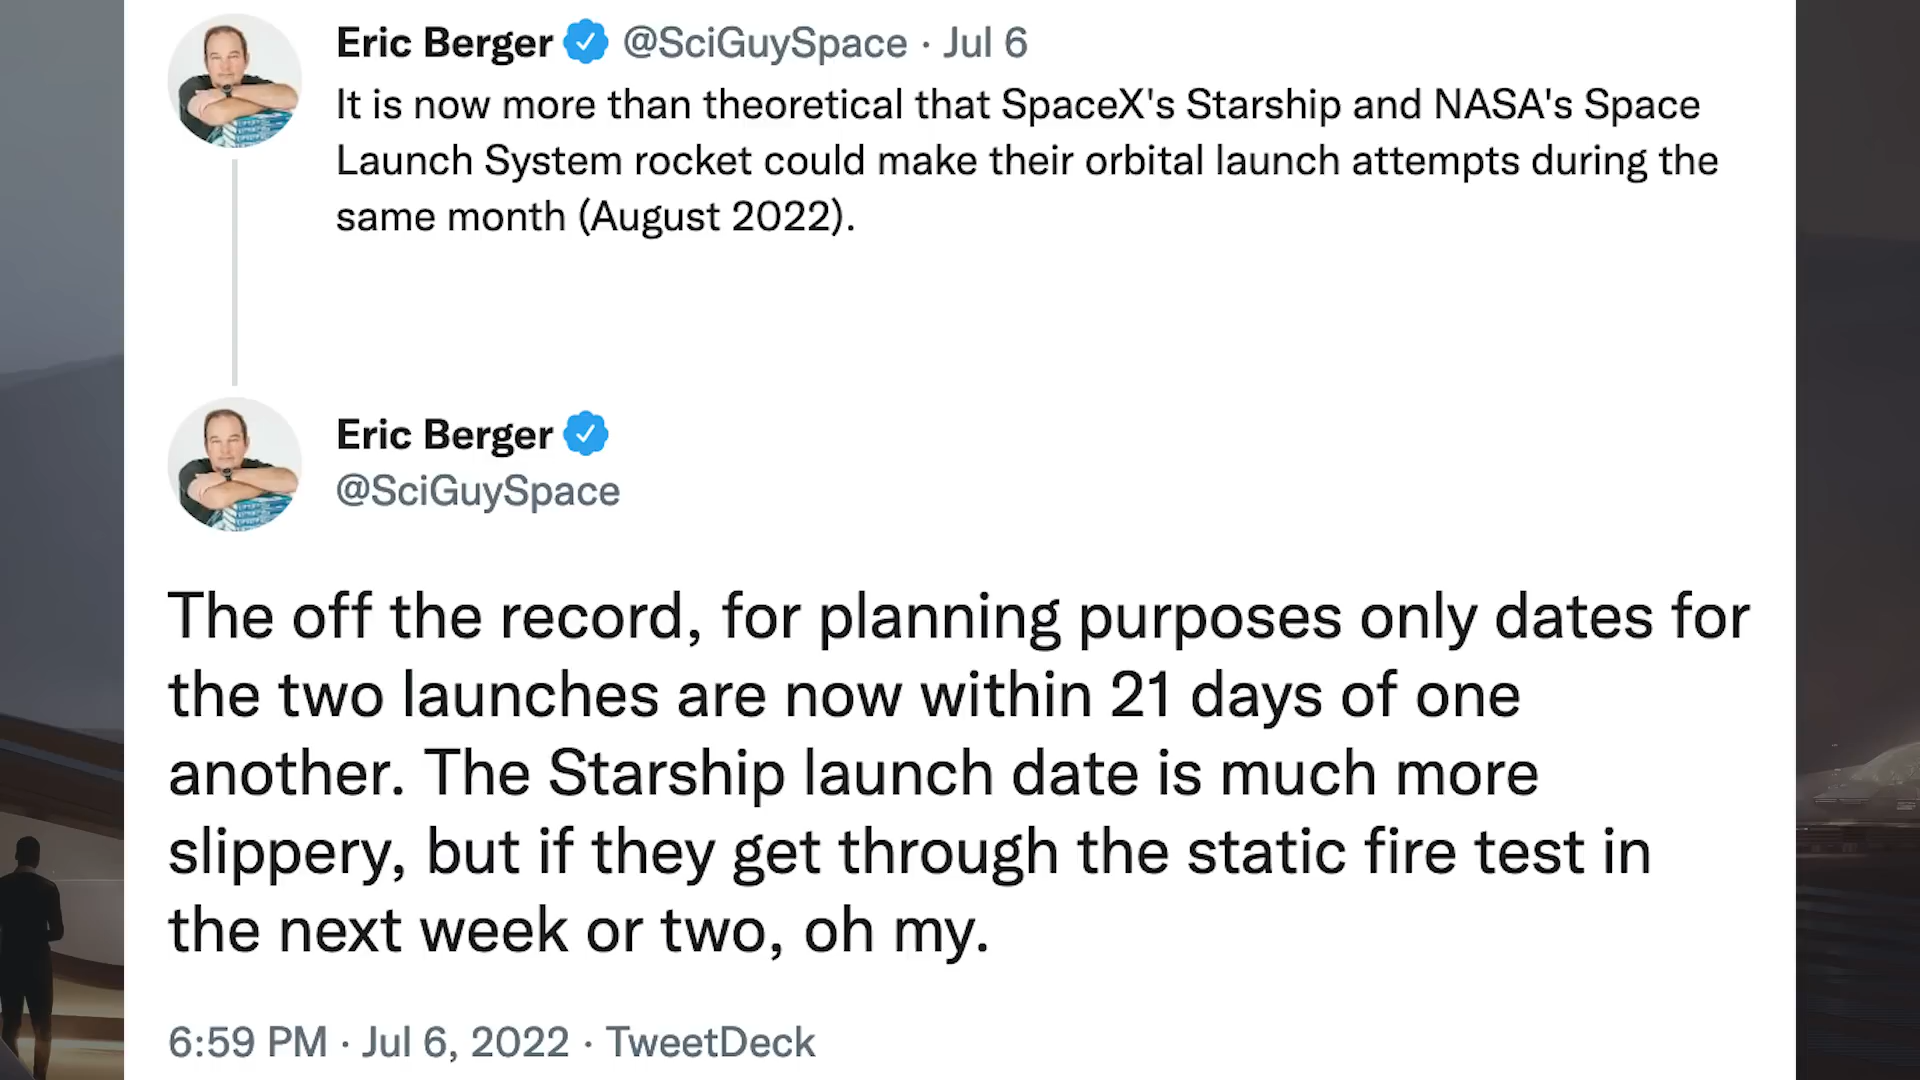 Eric Berger @SciGuySpace · Jul 6
It is now more than theoretical that SpaceX's Starship and NASA's Space
Launch System rocket could make their orbital launch attempts during the
same month (August 2022).
Eric Berger
@SciGuySpace
The off the record, for planning purposes only dates for
the two launches are now within 21 days of one
another. The Starship launch date is much more
slippery, but if they get through the static fire test in
the next week or two, oh my.
6:59 PM · Jul 6, 2022 · TweetDeck